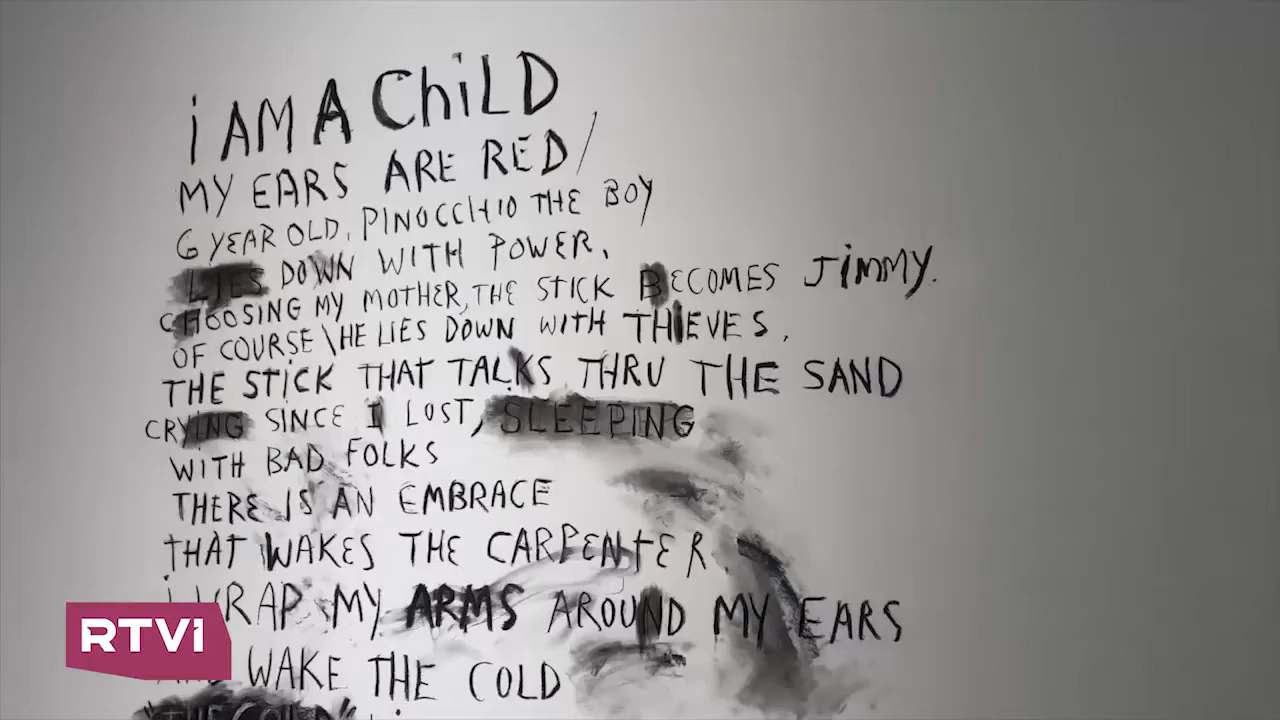 i AM A ChiLD
MY EARS ARE RED/
6 YEAR OLD, PINOCCHIO THE BOY
LIES DOWN WITH POWER.
CHOOSING MY MOTHER, THE STICK BECOMES JiMMY.
OF COURSE \HE LIES DOWN WITH THIEVES.
THE STICK THAT TALKS THRU THE SAND
CRYING SINCE I LOST, SLEEPING
WITH BAD FOLKS
THERE IS AN EMBRACE
THAT WAKES THE CARPENTER.
i WRAP MY ARMS AROUND MY EARS
WAKE THE COLD
"THE COLD"
RTVi